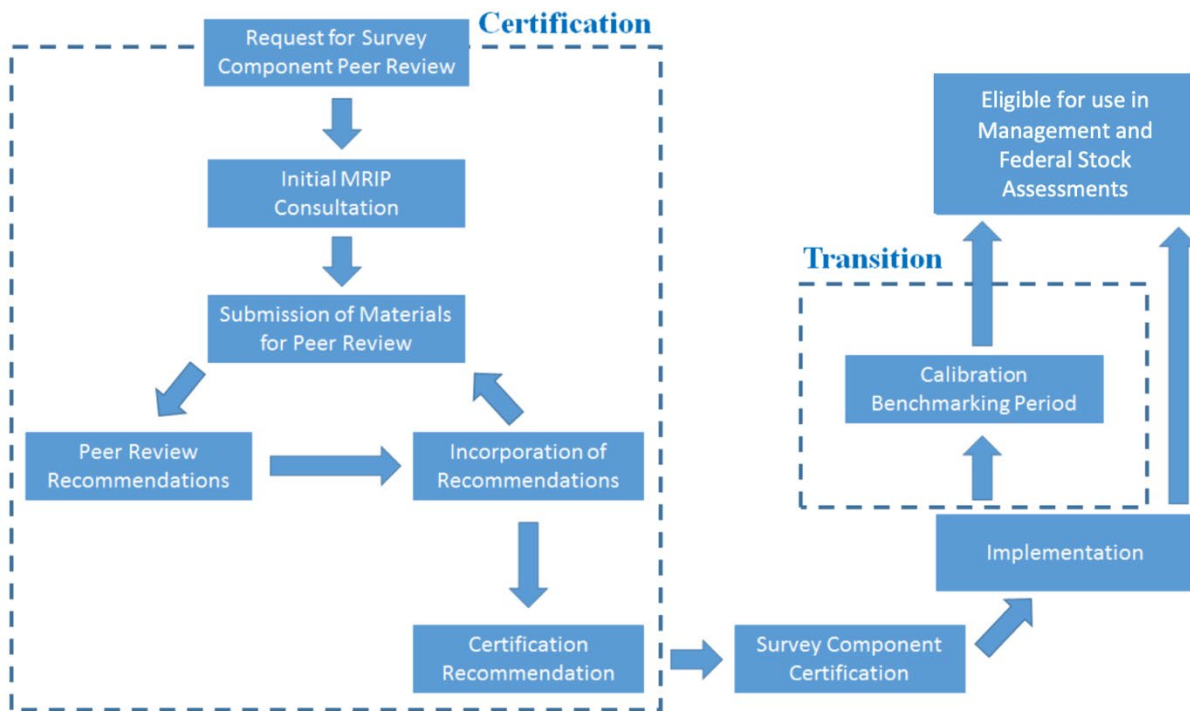 Certification
Request for Survey
Component Peer Review
Initial MRIP
Consultation
Submission of Materials
for Peer Review
Peer Review
Recommendations
Incorporation of
Recommendations
Certification
Recommendation
Survey Component
Certification
Implementation
Transition
Calibration
Benchmarking Period
Eligible for use in
Management and
Federal Stock
Assessments